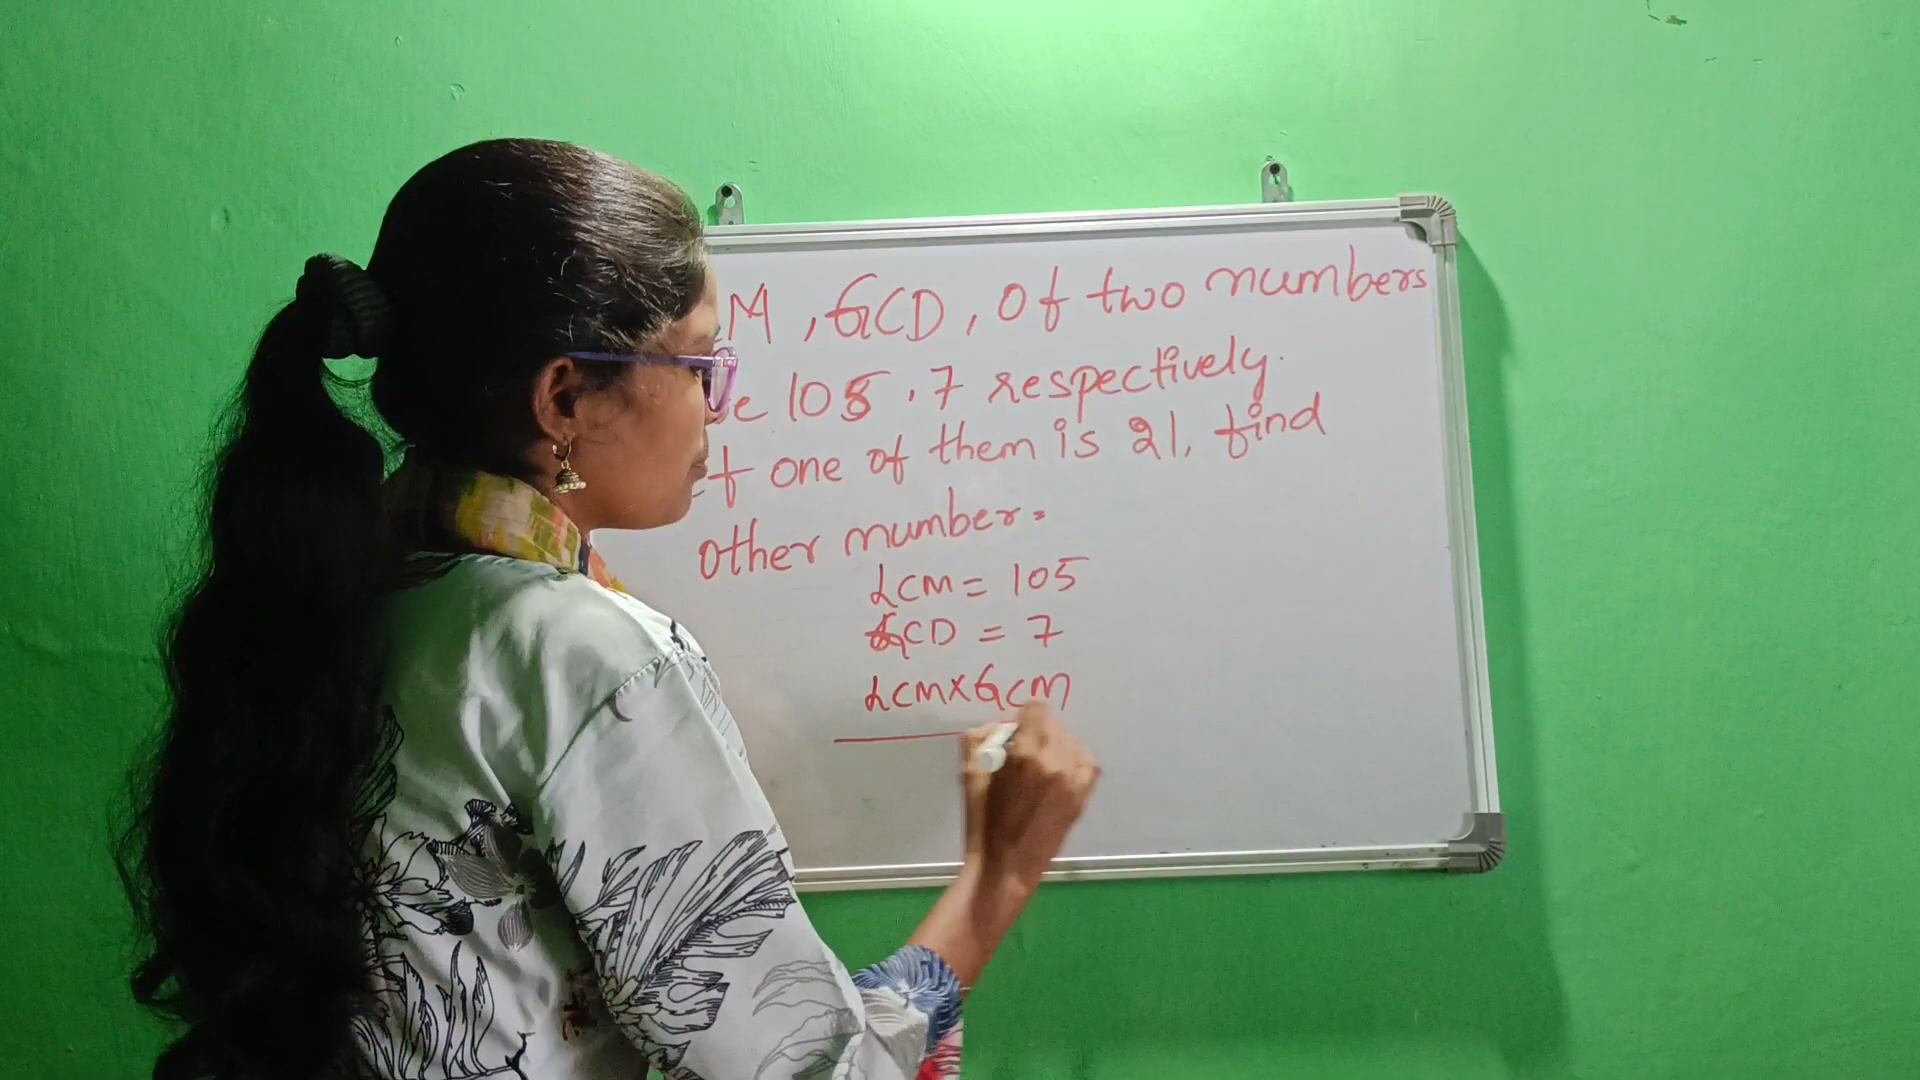 M, GCD, of two numbers
e 105, 7 respectively.
one of them is 21, find
other number.
LCM = 105
GCD = 7
LCM×GCM